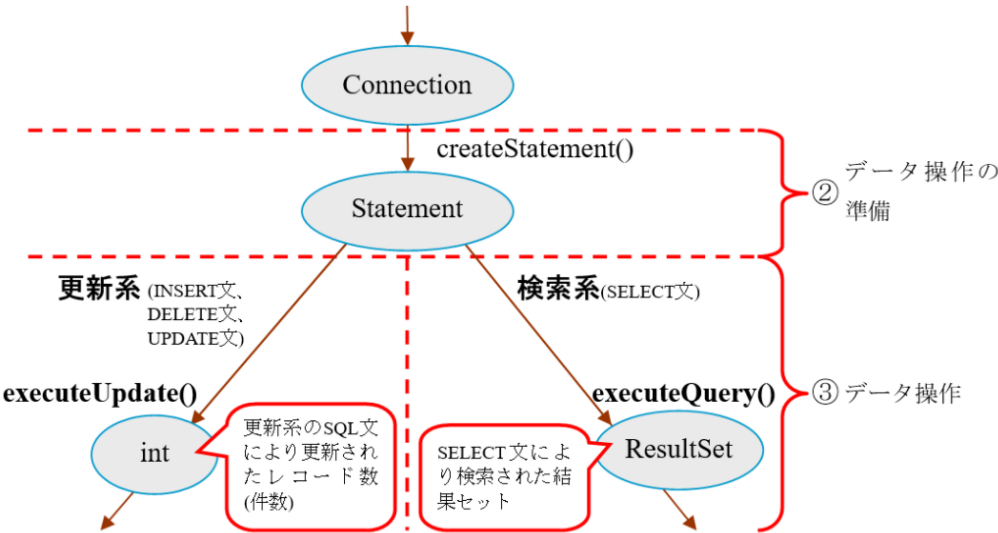 Connection
createStatement()
② データ操作の
準備
Statement
更新系 (INSERT文、
DELETE文、
UPDATE文)
検索系(SELECT文)
executeUpdate()
executeQuery()
③ データ操作
int
更新系のSQL文
により更新され
たレコード数
(件数)
SELECT文によ
り検索された結
果セット
ResultSet